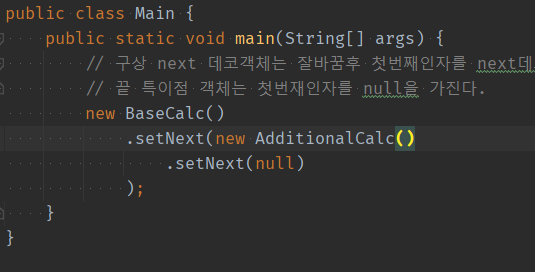 public class Main {
public static void main(String[] args) {
// 구상 next 데코객체는 잘바꿈후 첫번째인자를 next데
// 끝 특이점 객체는 첫번재인자를 null을 가진다.
new BaseCalc()
.setNext(new AdditionalCalc()
.setNext(null)
);
}
}